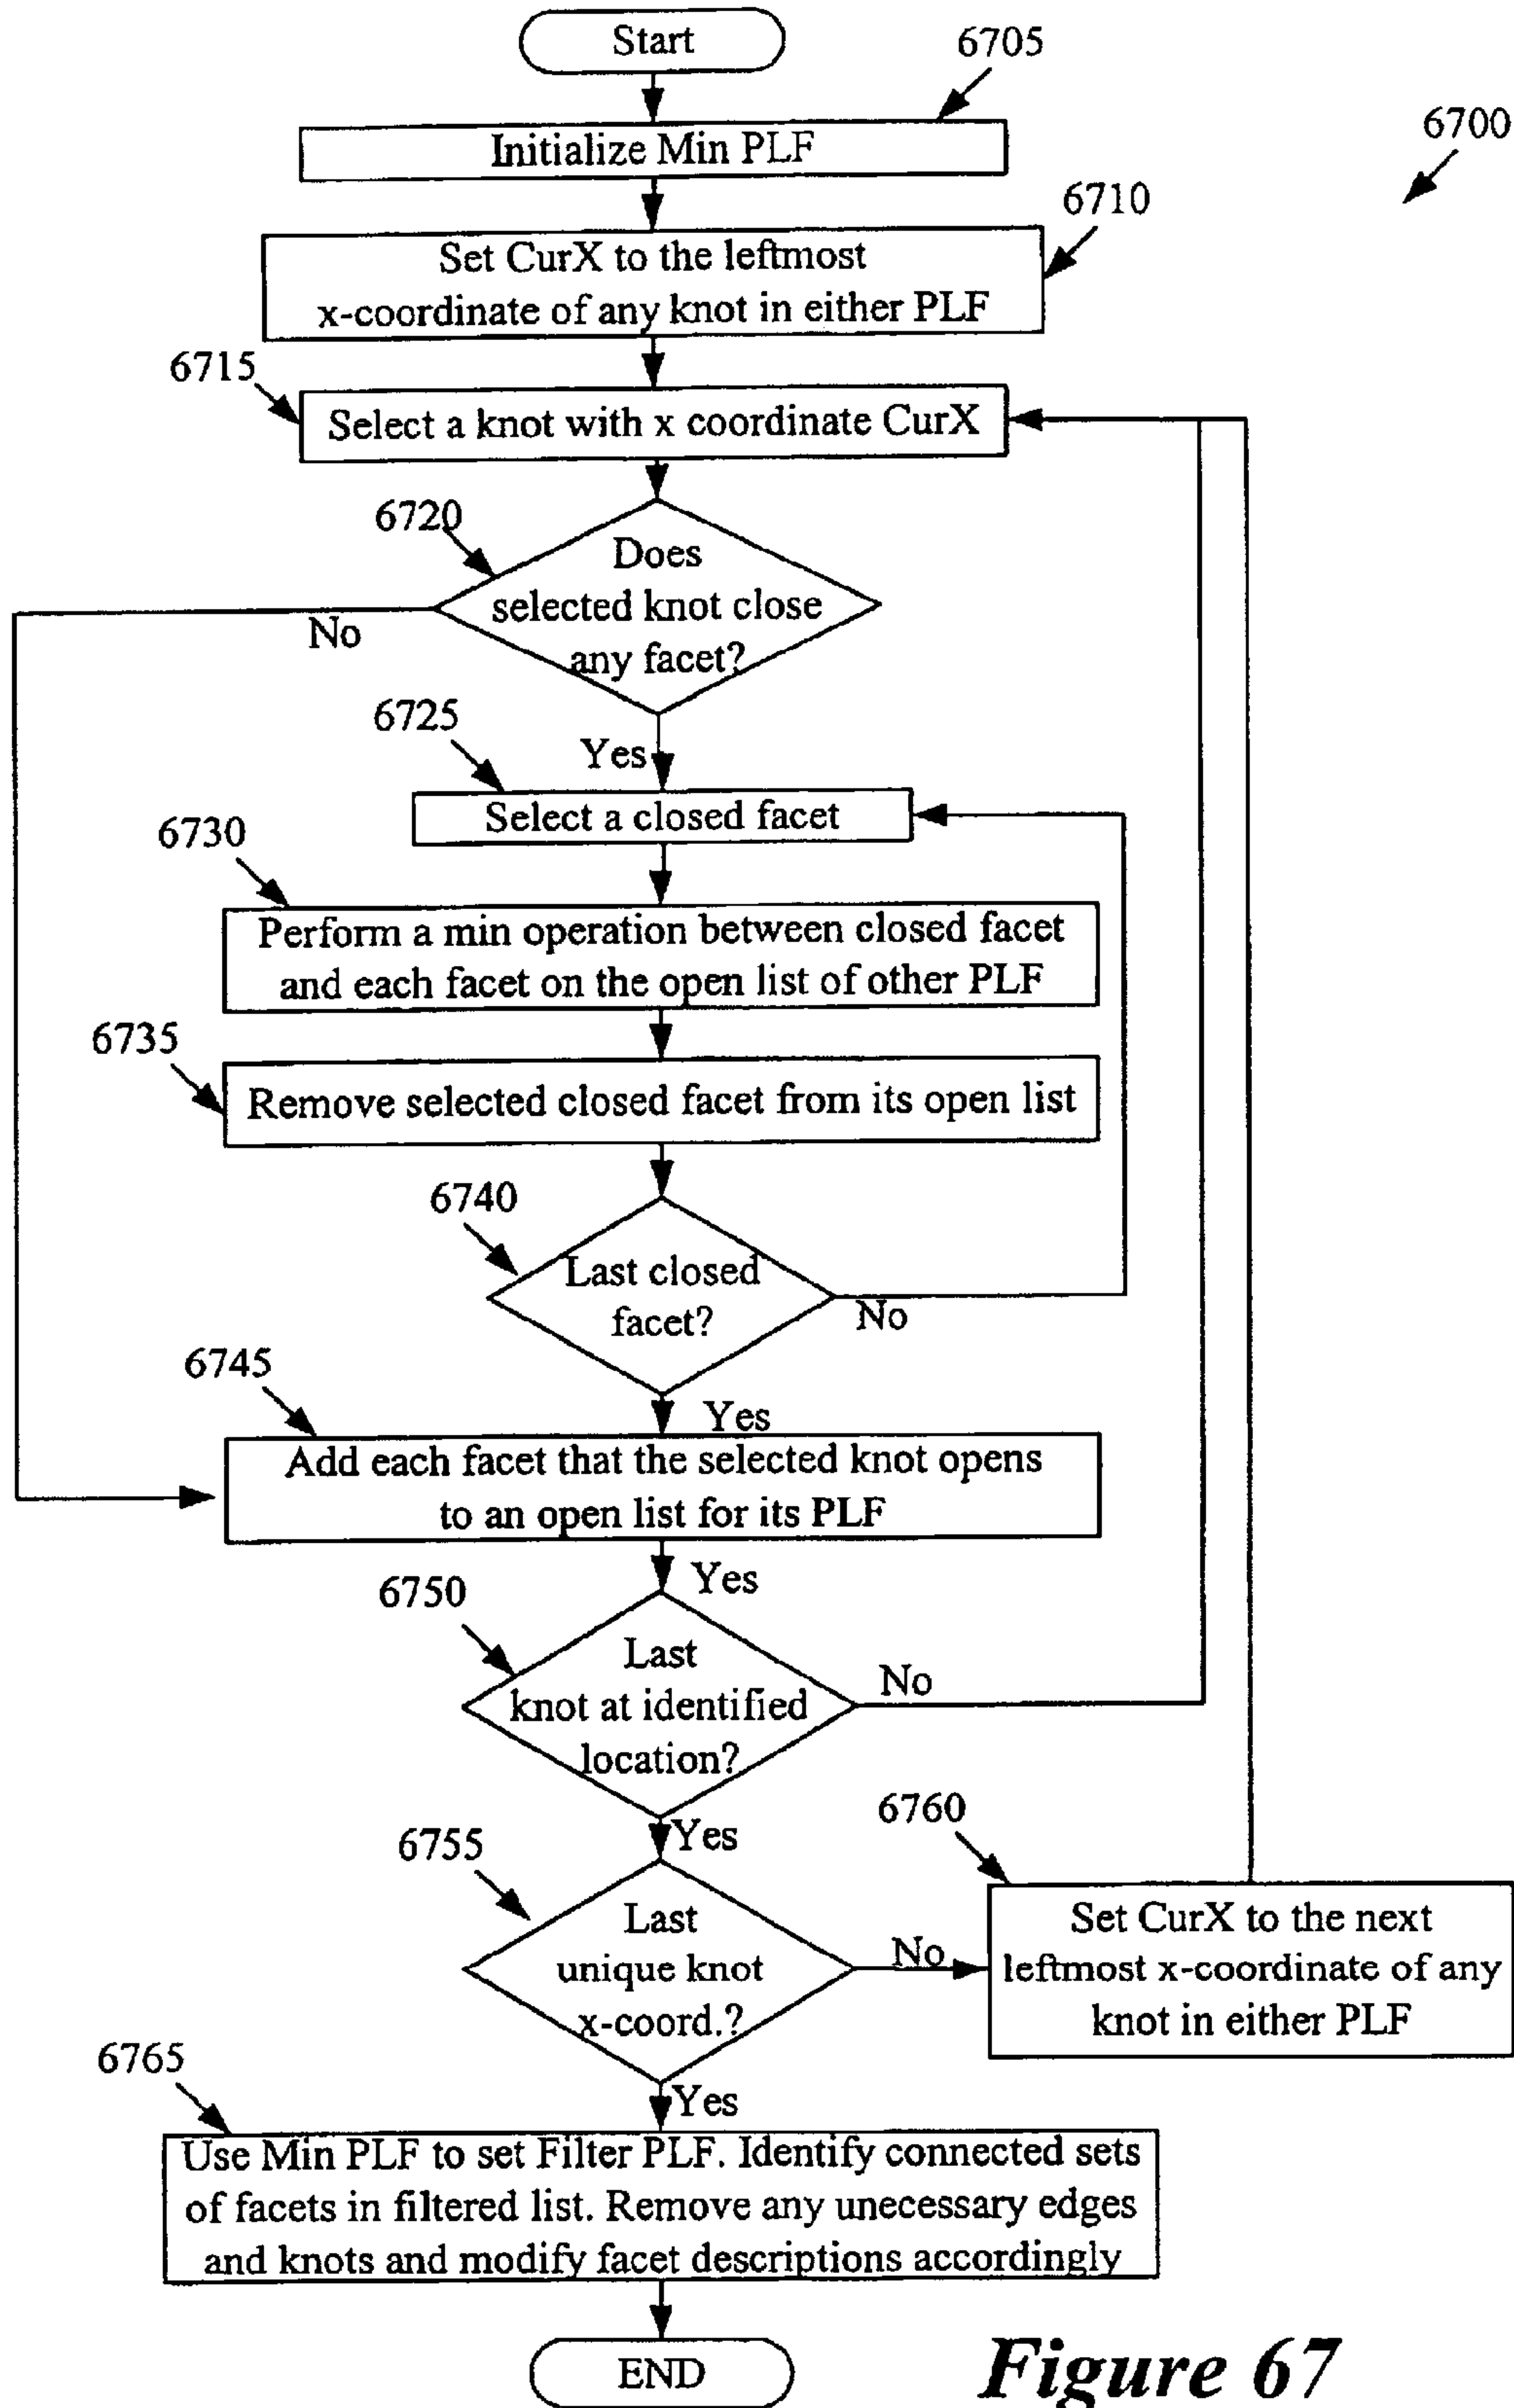 Start
6705
6700
Initialize Min PLF
6710
Set CurX to the leftmost
x-coordinate of any knot in either PLF
6715
Select a knot with x coordinate CurX
6720
Does
selected knot close
any facet?
No
6725
Yes
Select a closed facet
6730
Perform a min operation between closed facet
and each facet on the open list of other PLF
6735
Remove selected closed facet from its open list
6740
Last closed
facet?
No
6745
Yes
Add each facet that the selected knot opens
to an open list for its PLF
6750
Yes
Last
knot at identified
location?
No
6755
Yes
6760
Last
unique knot
x-coord.?
No
Set CurX to the next
leftmost x-coordinate of any
knot in either PLF
6765
Yes
Use Min PLF to set Filter PLF. Identify connected sets
of facets in filtered list. Remove any unecessary edges
and knots and modify facet descriptions accordingly
END
Figure 67